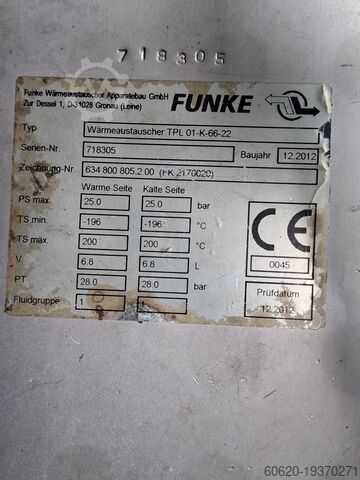 718305
Funke Wärmeaustauscher Apparatebau GmbH
Zur Dessel 1, D-31028 Gronau (Leine)
FUNKE
Typ Wärmeaustauscher TPL 01-K-66-22
Serien-Nr. 718305 Baujahr 12.2012
Zeichnung-Nr. 634 800 805.2 00 (FK 2176020)
Warme Seite Kalte Seite
PS max. 25.0 25.0 bar
TS min -196 -196 °C
TS max 200 200 °C
V 6.8 6.8 L
PT 28.0 28.0 bar
Fluidgruppe 1 1
CE
0045
Prüfdatum
12.2012
60620-19370271